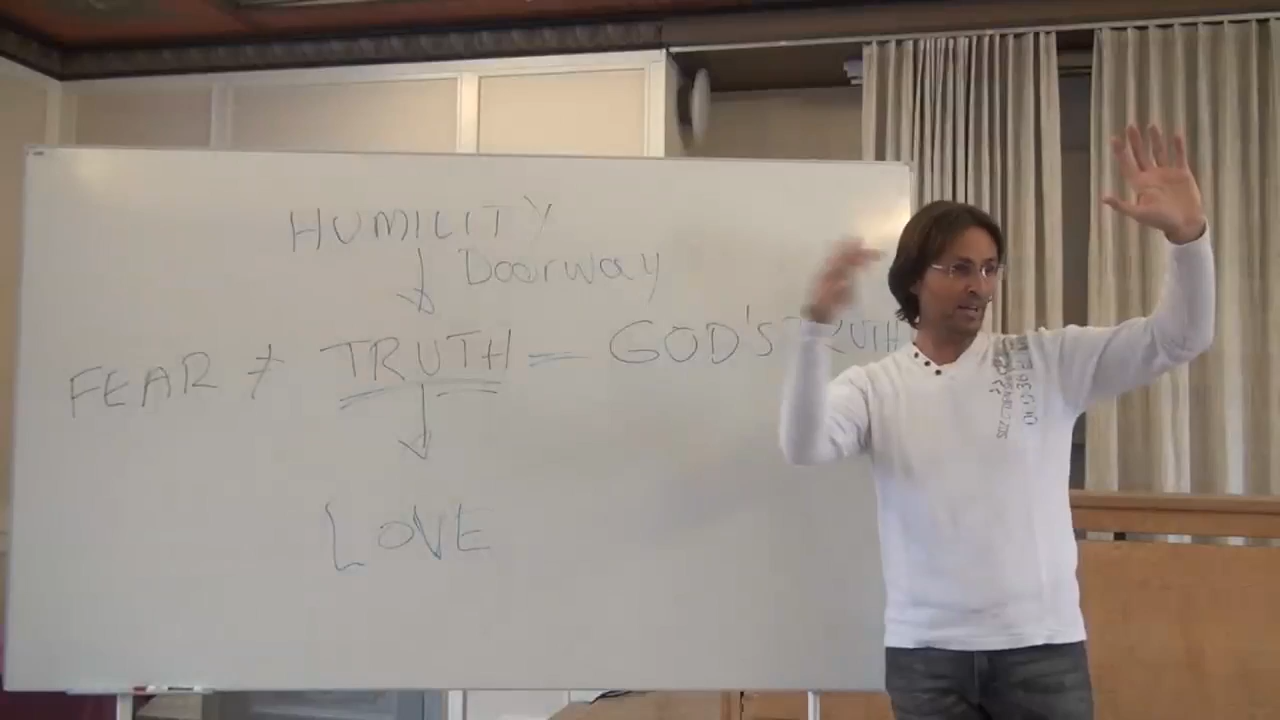 HUMILITY
↓ Doorway
FEAR ≠ TRUTH = GOD'S TRUTH
↓
LOVE